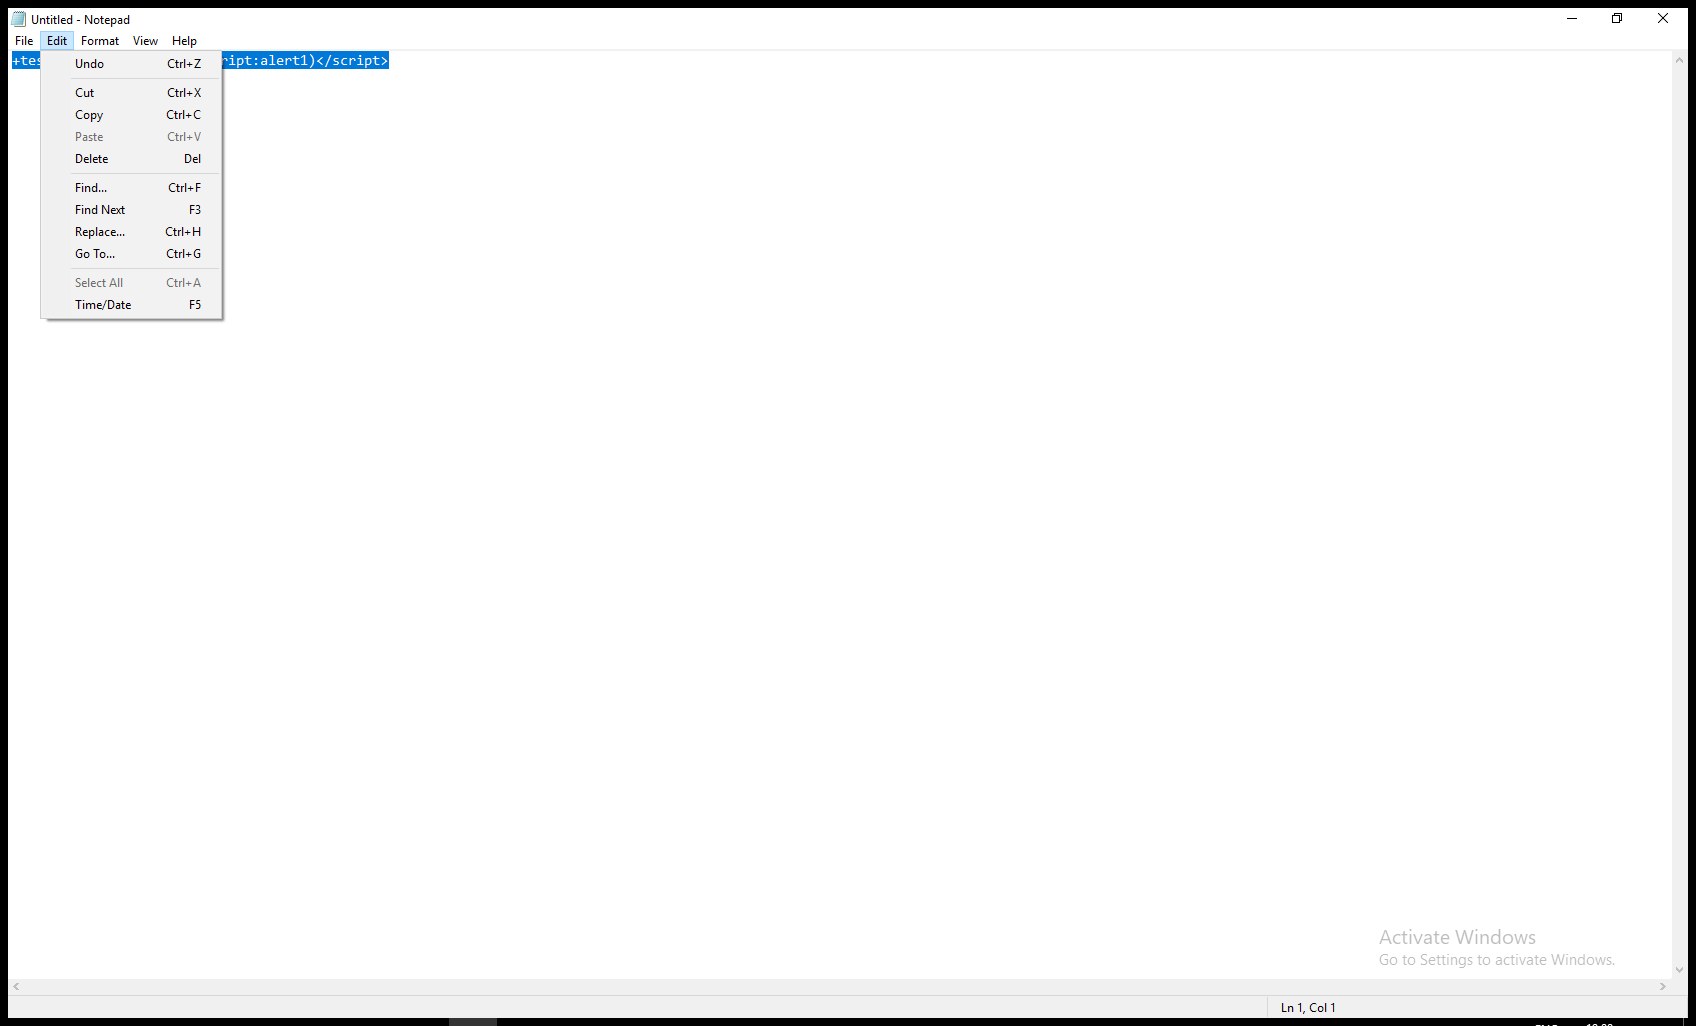 Untitled - Notepad
File Edit Format View Help
+tes ript:alert1)</script>
Undo Ctrl+Z
Cut Ctrl+X
Copy Ctrl+C
Paste Ctrl+V
Delete Del
Find... Ctrl+F
Find Next F3
Replace... Ctrl+H
Go To... Ctrl+G
Select All Ctrl+A
Time/Date F5
Activate Windows
Go to Settings to activate Windows.
Ln 1, Col 1